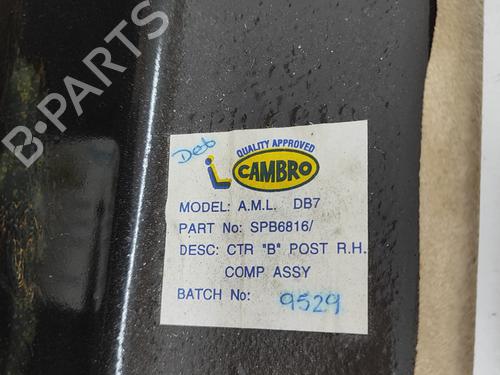 B-PARTS
Deb
QUALITY APPROVED
CAMBRO
MODEL: A.M.L. DB7
PART No: SPB6816/
DESC: CTR "B" POST R.H.
COMP ASSY
BATCH No: 9529